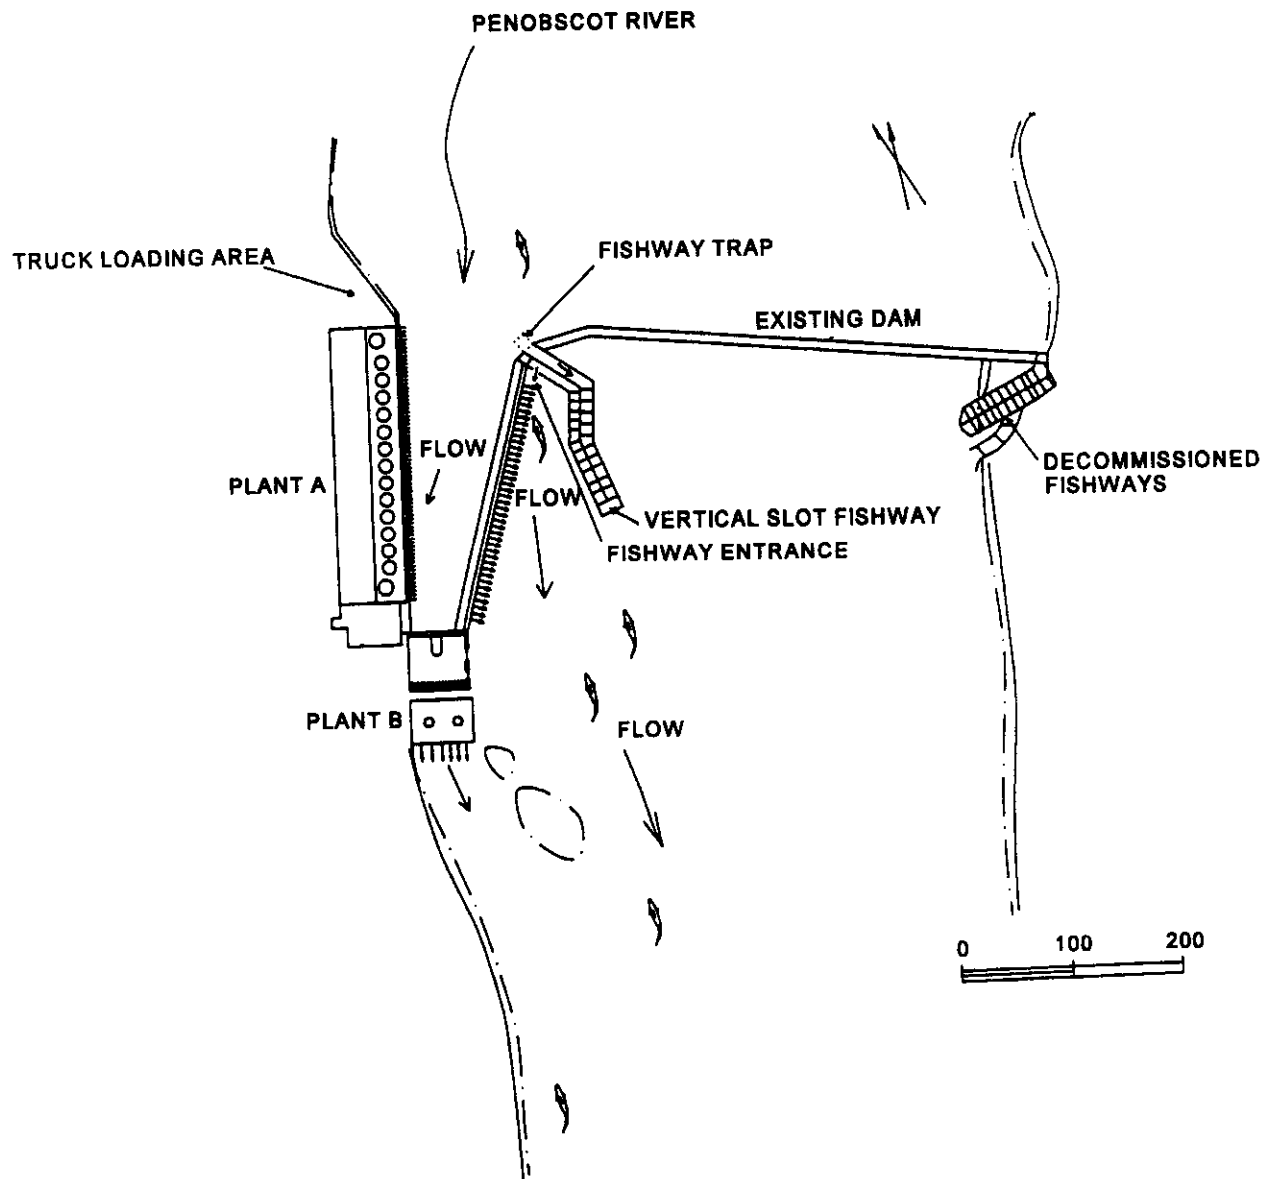 PENOBSCOT RIVER
TRUCK LOADING AREA
FISHWAY TRAP
EXISTING DAM
FLOW
PLANT A
FLOW
DECOMMISSIONED
FISHWAYS
VERTICAL SLOT FISHWAY
FISHWAY ENTRANCE
PLANT B
FLOW
0 100 200